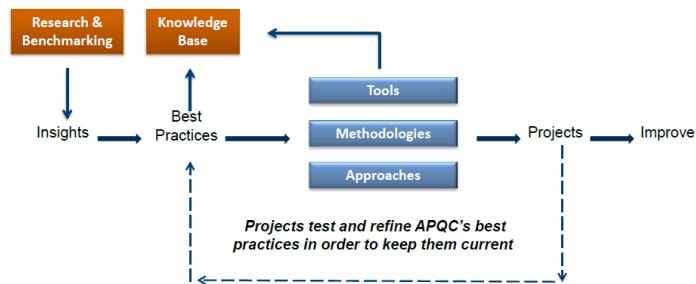 Research &
Benchmarking
Knowledge
Base
Tools
Insights
Best
Practices
Methodologies
Projects
Improve
Approaches
Projects test and refine APQC's best
practices in order to keep them current